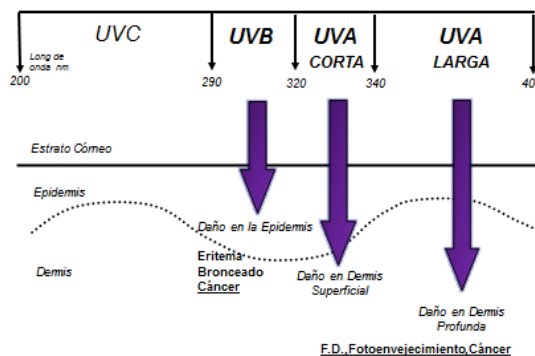 UVC
UVB
UVA
CORTA
UVA
LARGA
Long de
onda nm
200
290
320
340
40
Estrato Córneo
Epidermis
Daño en la Epidermis
Eritema
Bronceado
Cáncer
Dermis
Daño en Dermis
Superficial
Daño en Dermis
Profunda
F.D.,Fotoenvejecimiento,Cáncer